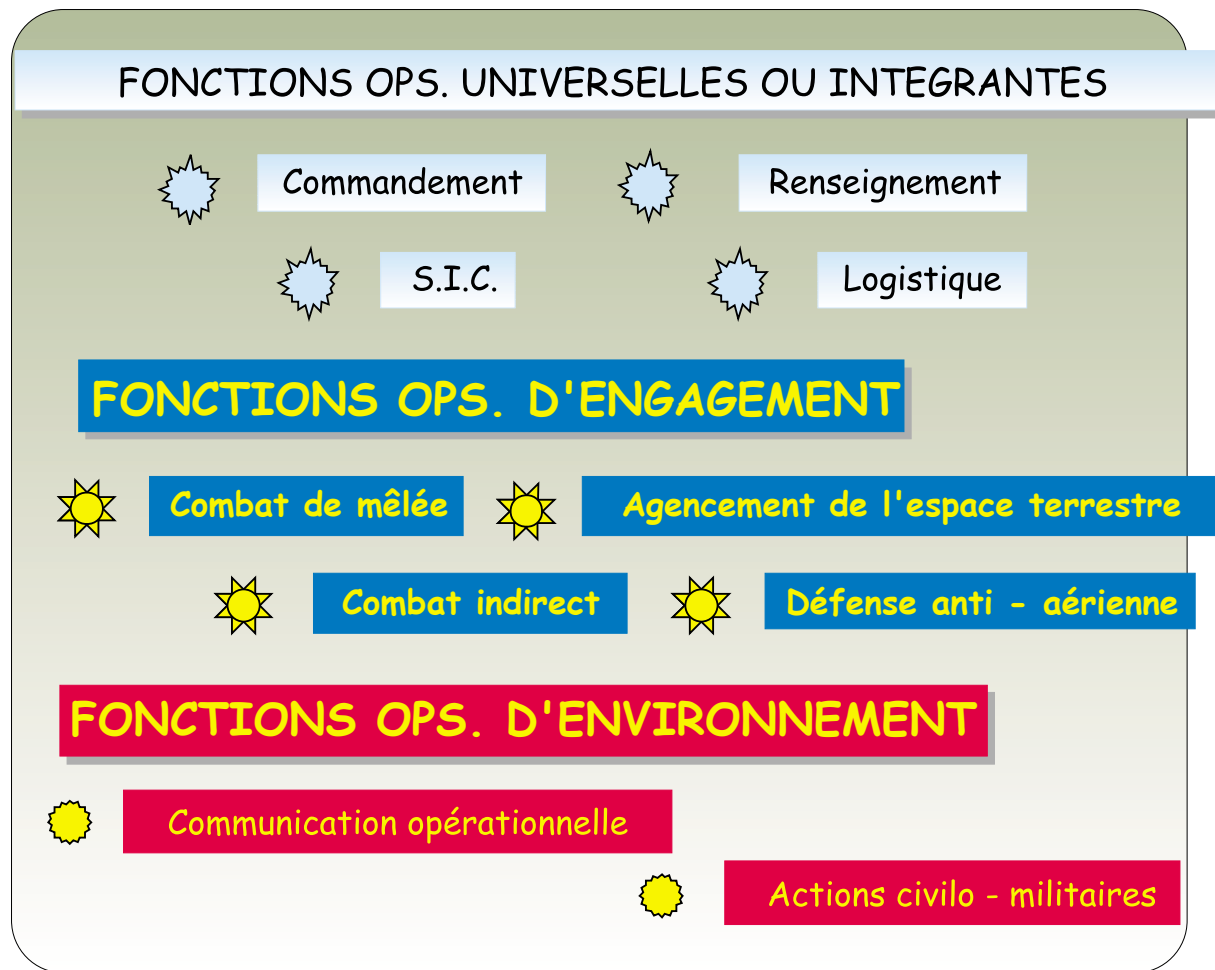 FONCTIONS OPS. UNIVERSELLES OU INTEGRANTES
Commandement
Renseignement
S.I.C.
Logistique
FONCTIONS OPS. D'ENGAGEMENT
Combat de mêlée
Agencement de l'espace terrestre
Combat indirect
Défense anti - aérienne
FONCTIONS OPS. D'ENVIRONNEMENT
Communication opérationnelle
Actions civilo - militaires